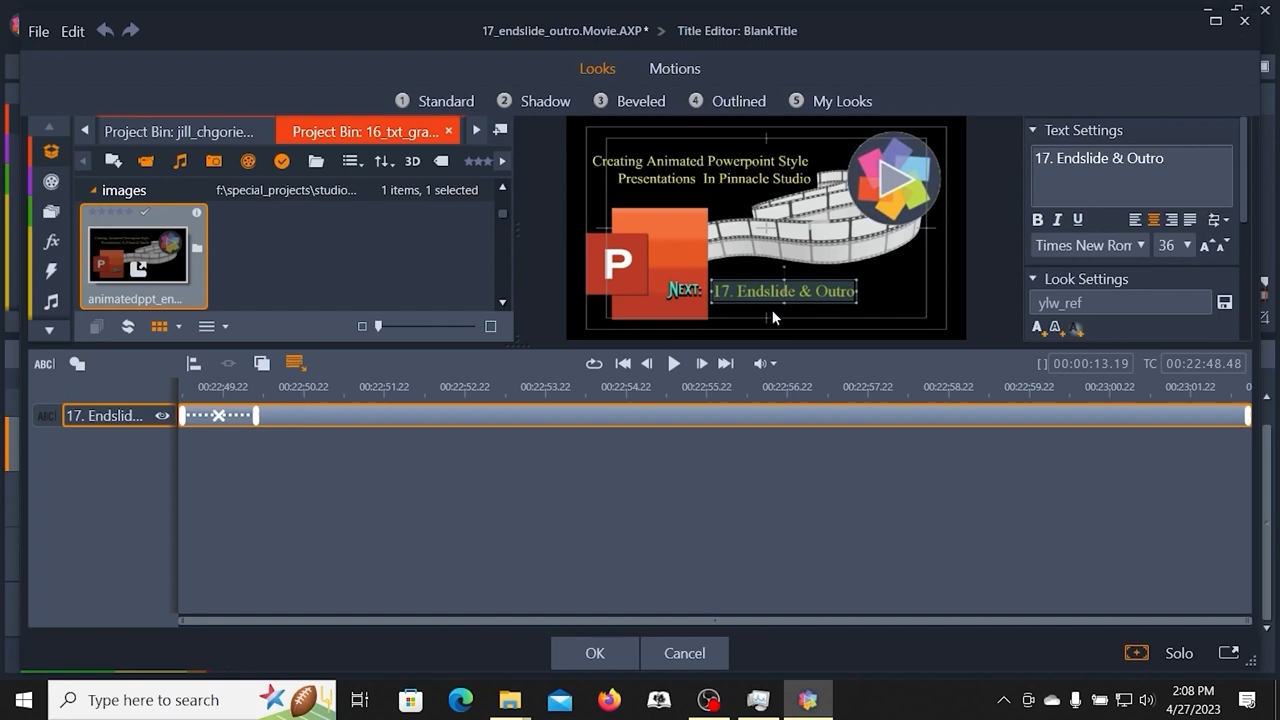 File Edit
17_endslide_outro.Movie.AXP* > Title Editor: BlankTitle
Looks Motions
1 Standard 2 Shadow 3 Beveled 4 Outlined 5 My Looks
Project Bin: jill_chgorie... Project Bin: 16_txt_gra... ×
3D
images f:\special_projects\studio... 1 items, 1 selected
animatedppt_en...
Creating Animated Powerpoint Style
Presentations In Pinnacle Studio
P
NEXT: 17. Endslide & Outro
Text Settings
17. Endslide & Outro
B I U
Times New Ron 36
Look Settings
ylw_ref
ABC
[] 00:00:13.19 TC 00:22:48.48
00:22:49.22 00:22:50.22 00:22:51.22 00:22:52.22 00:22:53.22 00:22:54.22 00:22:55.22 00:22:56.22 00:22:57.22 00:22:58.22 00:22:59.22 00:23:00.22 00:23:01.22 0
ABC 17. Endslid...
OK Cancel
Solo
Type here to search
2:08 PM
4/27/2023